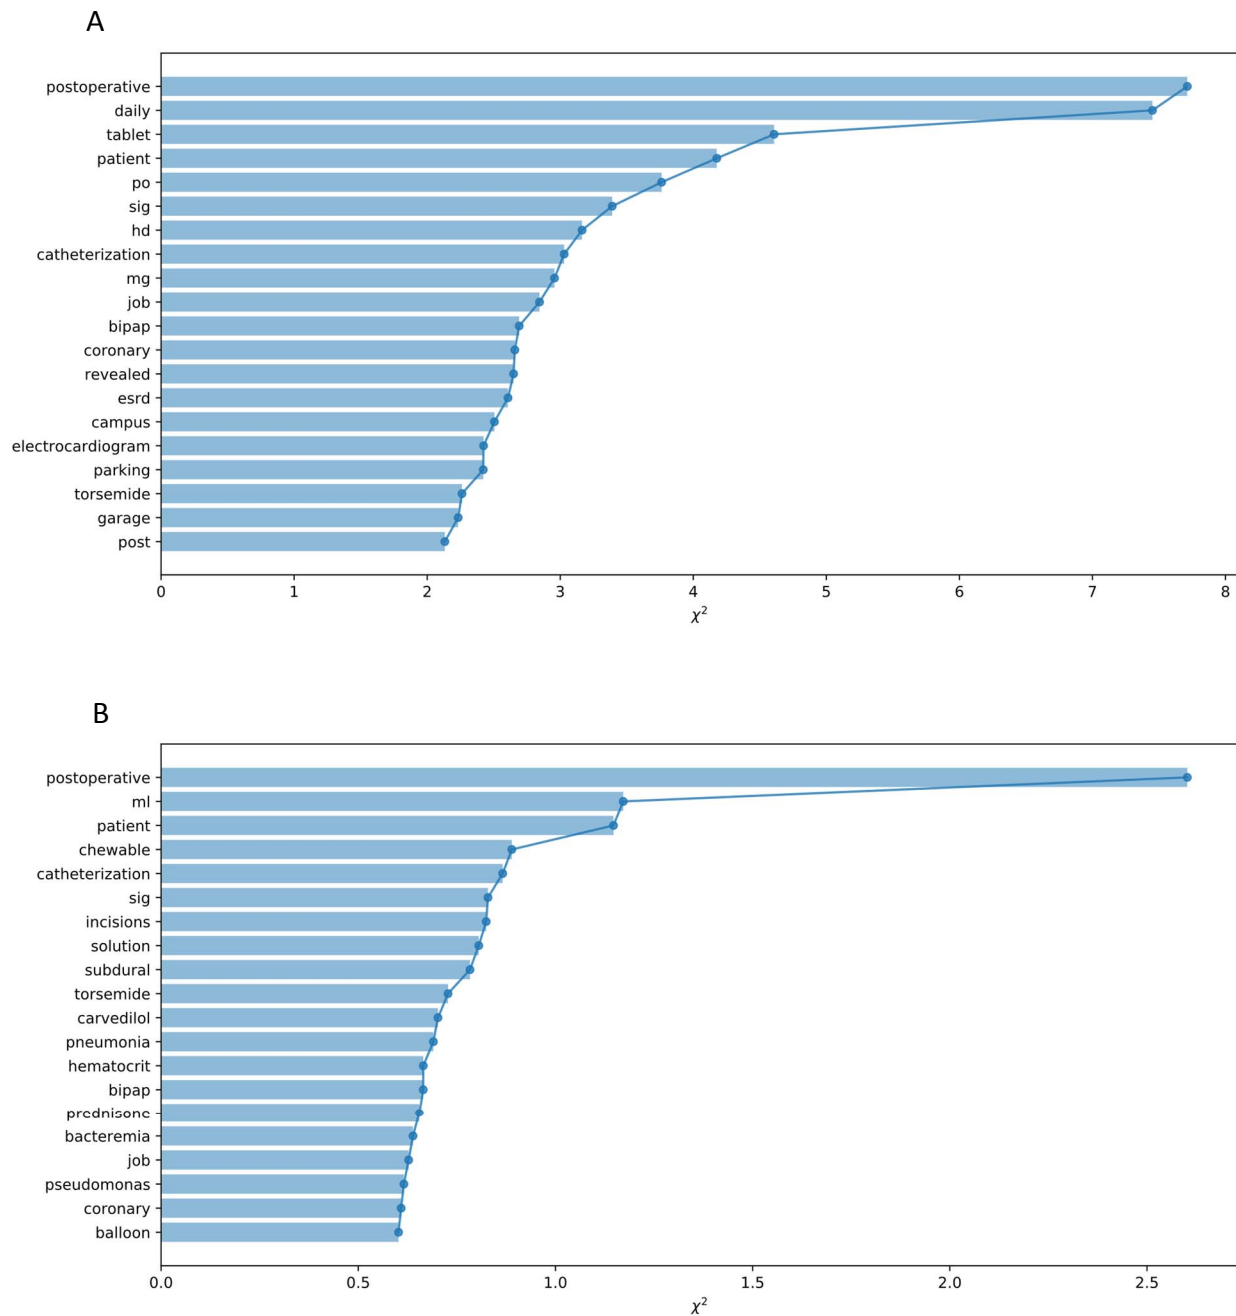 A
postoperative
daily
tablet
patient
po
sig
hd
catheterization
mg
job
bipap
coronary
revealed
esrd
campus
electrocardiogram
parking
torsemide
garage
post
0 1 2 3 4 5 6 7 8
χ²
B
postoperative
ml
patient
chewable
catheterization
sig
incisions
solution
subdural
torsemide
carvedilol
pneumonia
hematocrit
bipap
prednisone
bacteremia
job
pseudomonas
coronary
balloon
0.0 0.5 1.0 1.5 2.0 2.5
χ²